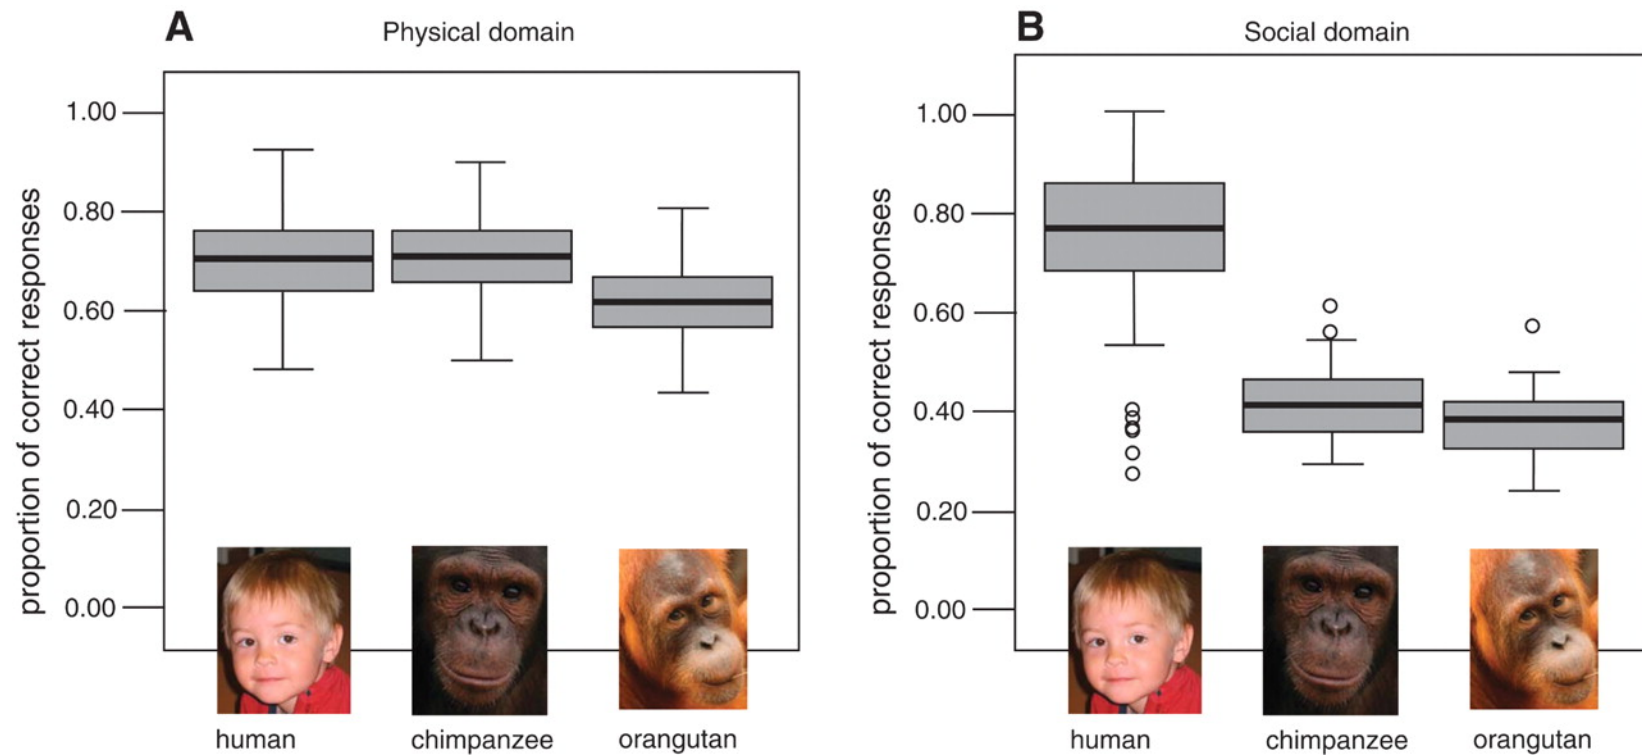 A
Physical domain
proportion of correct responses
1.00
0.80
0.60
0.40
0.20
0.00
human
chimpanzee
orangutan
B
Social domain
proportion of correct responses
1.00
0.80
0.60
0.40
0.20
0.00
human
chimpanzee
orangutan